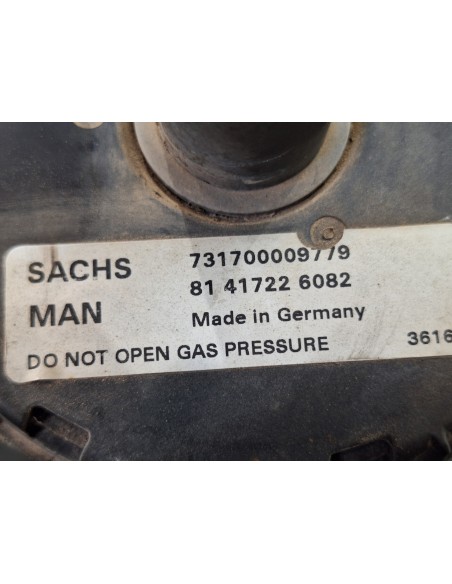 SACHS 731700009779
MAN 81 41722 6082
Made in Germany
DO NOT OPEN GAS PRESSURE 3616